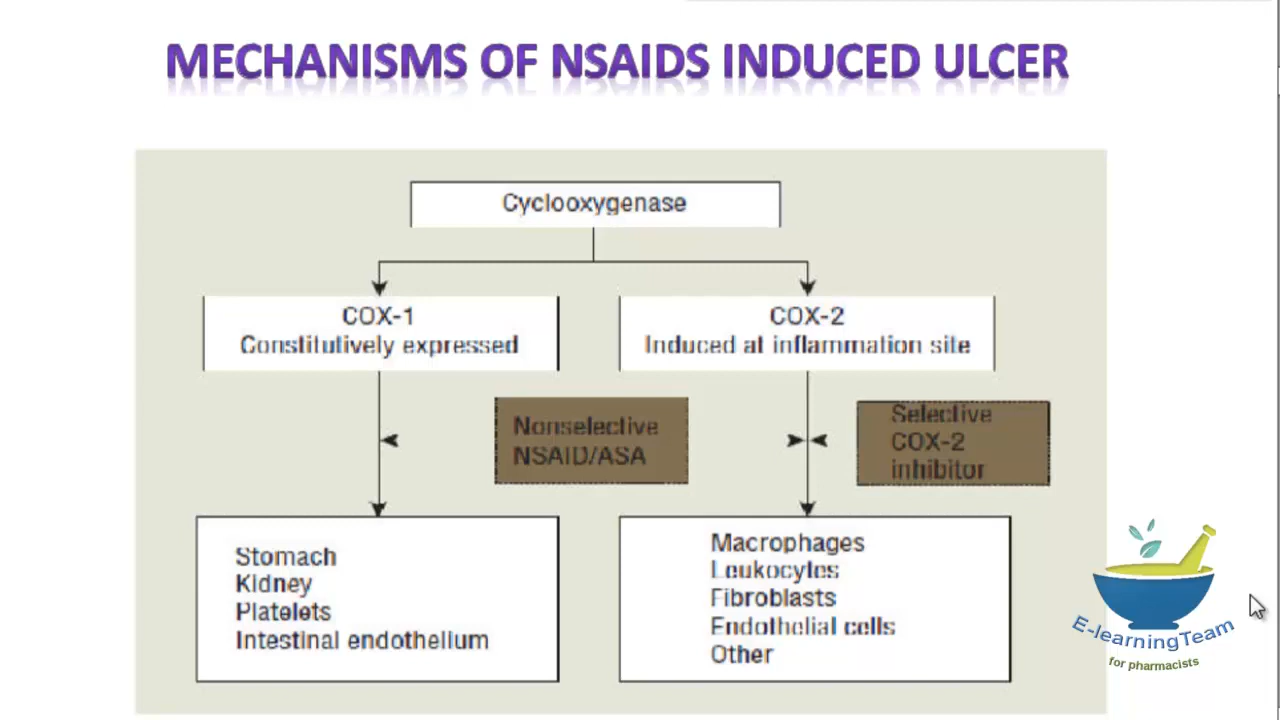 MECHANISMS OF NSAIDS INDUCED ULCER
Cyclooxygenase
COX-1
Constitutively expressed
COX-2
Induced at inflammation site
Nonselective
NSAID/ASA
Selective
COX-2
inhibitor
Stomach
Kidney
Platelets
Intestinal endothelium
Macrophages
Leukocytes
Fibroblasts
Endothelial cells
Other
E-learningTeam
for pharmacists